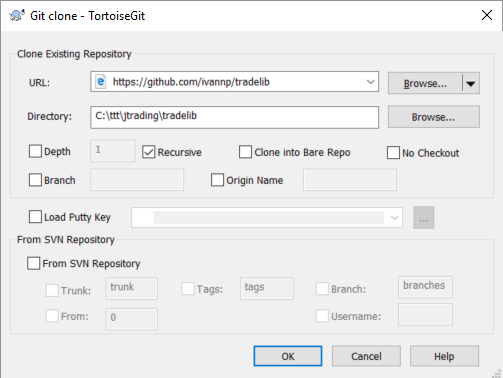 Git clone - TortoiseGit
Clone Existing Repository
URL: https://github.com/ivannp/tradelib Browse...
Directory: C:\ttt\jtrading\tradelib Browse...
Depth 1 Recursive Clone into Bare Repo No Checkout
Branch Origin Name
Load Putty Key ...
From SVN Repository
From SVN Repository
Trunk: trunk Tags: tags Branch: branches
From: 0 Username:
OK Cancel Help